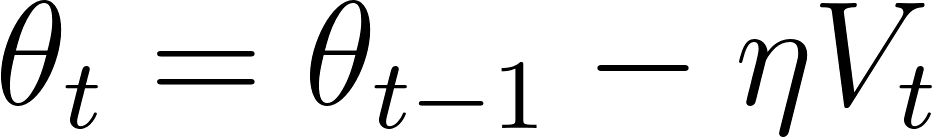 θ_t = θ_{t−1} − ηV_t